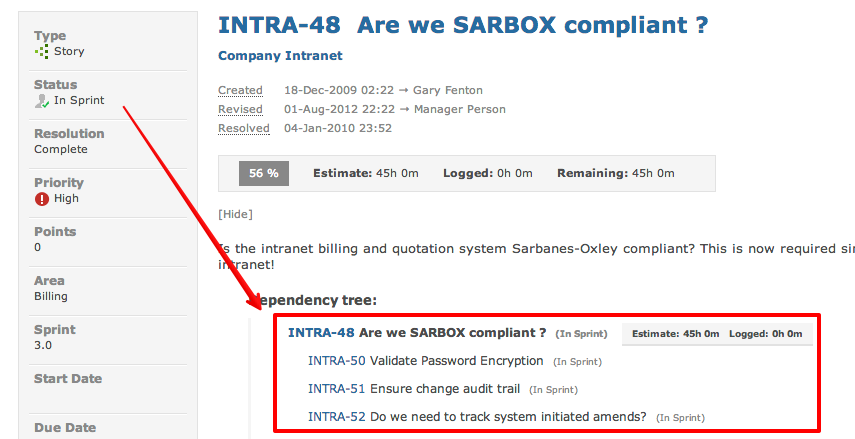 Type
Story
Status
In Sprint
Resolution
Complete
Priority
High
Points
0
Area
Billing
Sprint
3.0
Start Date
Due Date
INTRA-48 Are we SARBOX compliant ?
Company Intranet
Created 18-Dec-2009 02:22 → Gary Fenton
Revised 01-Aug-2012 22:22 → Manager Person
Resolved 04-Jan-2010 23:52
56 % Estimate: 45h 0m Logged: 0h 0m Remaining: 45h 0m
[Hide]
Is the intranet billing and quotation system Sarbanes-Oxley compliant? This is now required
intranet!
ependency tree:
INTRA-48 Are we SARBOX compliant ? (In Sprint) Estimate: 45h 0m Logged: 0h 0m
INTRA-50 Validate Password Encryption (In Sprint)
INTRA-51 Ensure change audit trail (In Sprint)
INTRA-52 Do we need to track system initiated amends? (In Sprint)